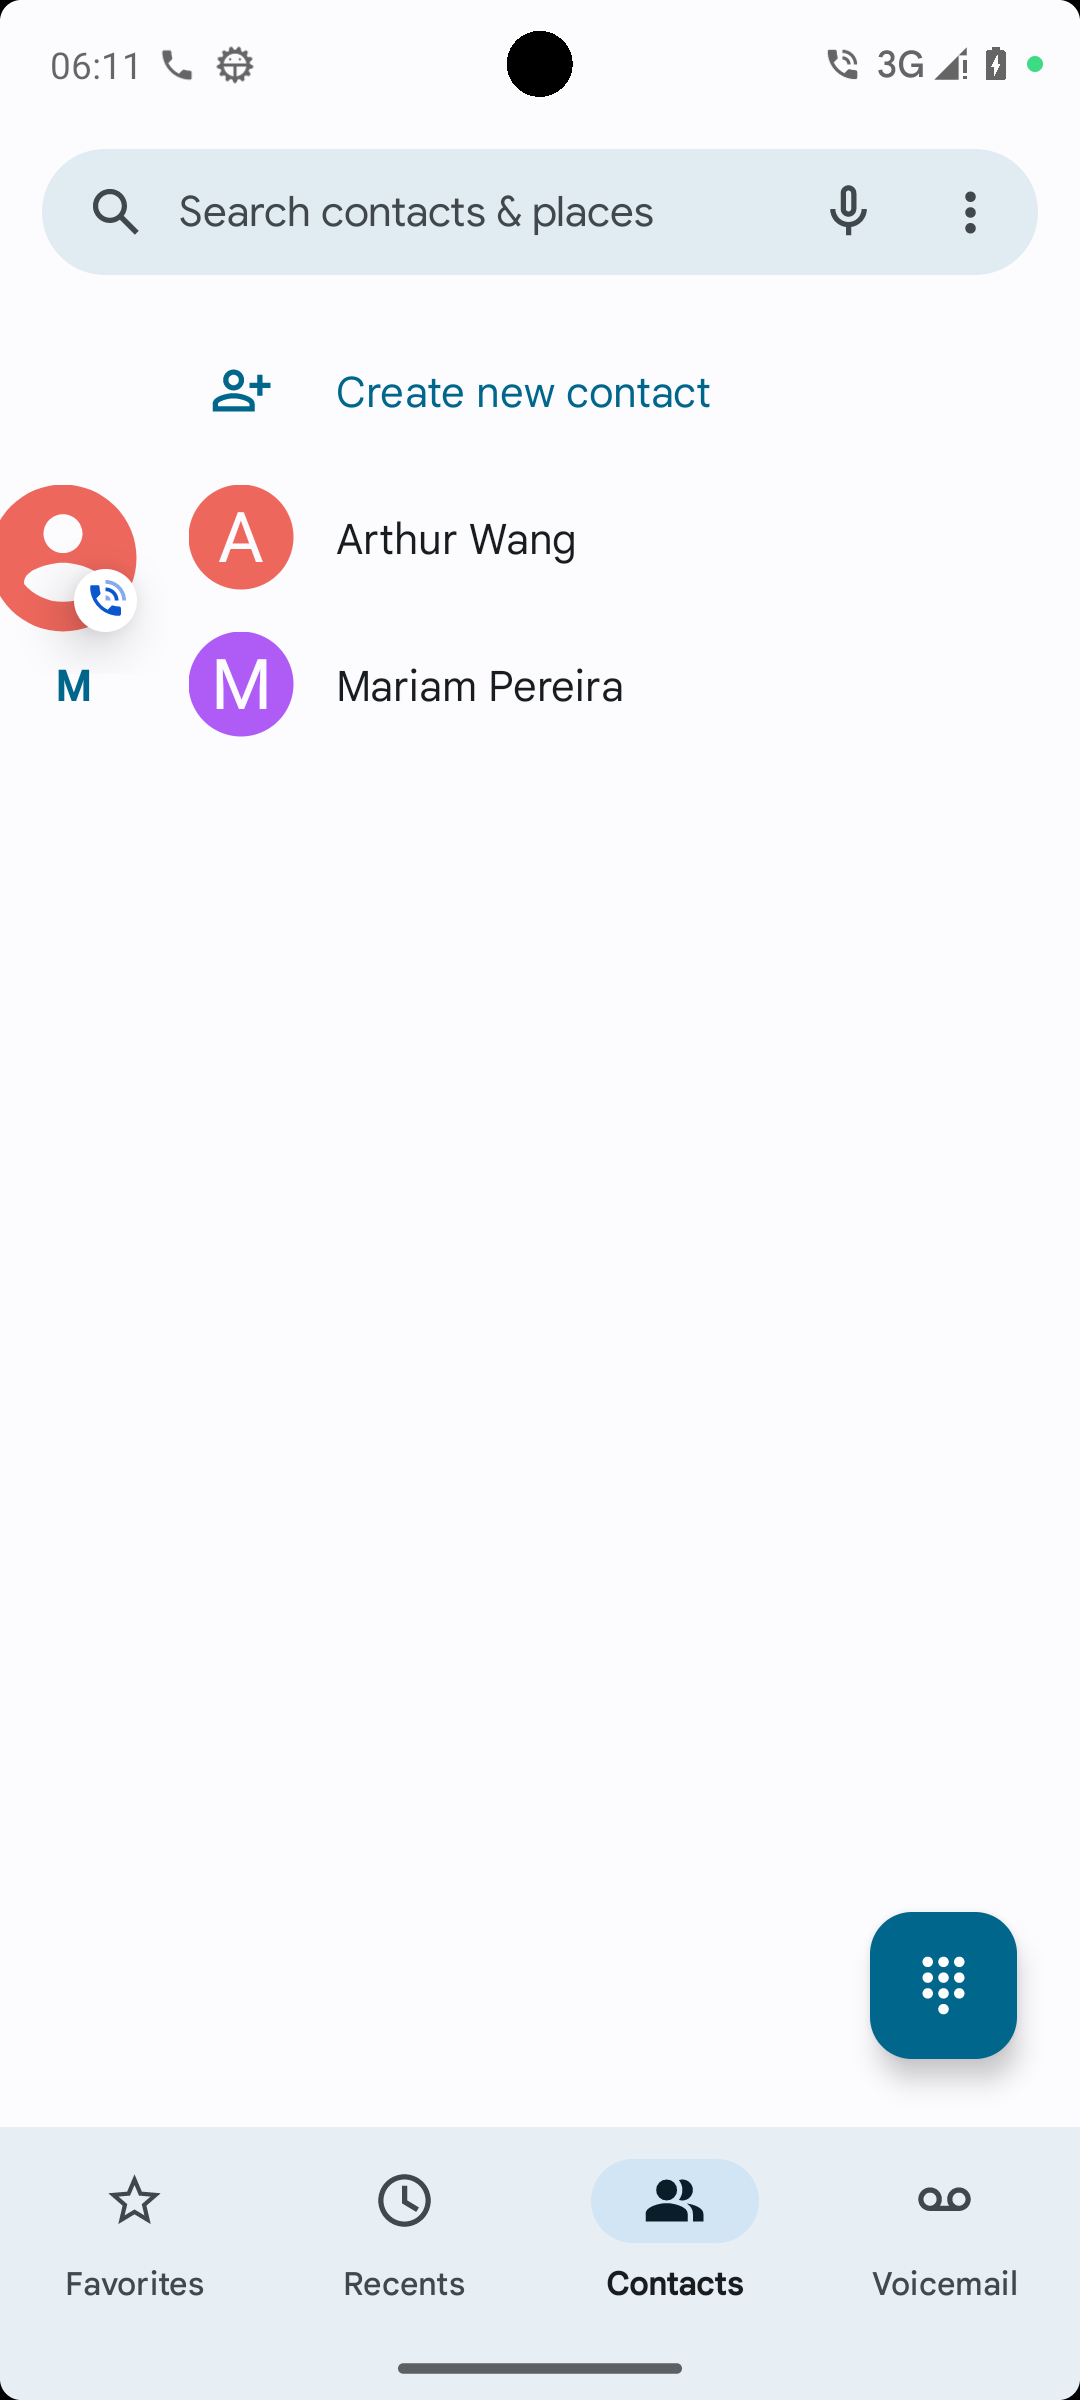 06:11
3G
Search contacts & places
Create new contact
A
Arthur Wang
M
M
Mariam Pereira
Favorites
Recents
Contacts
Voicemail